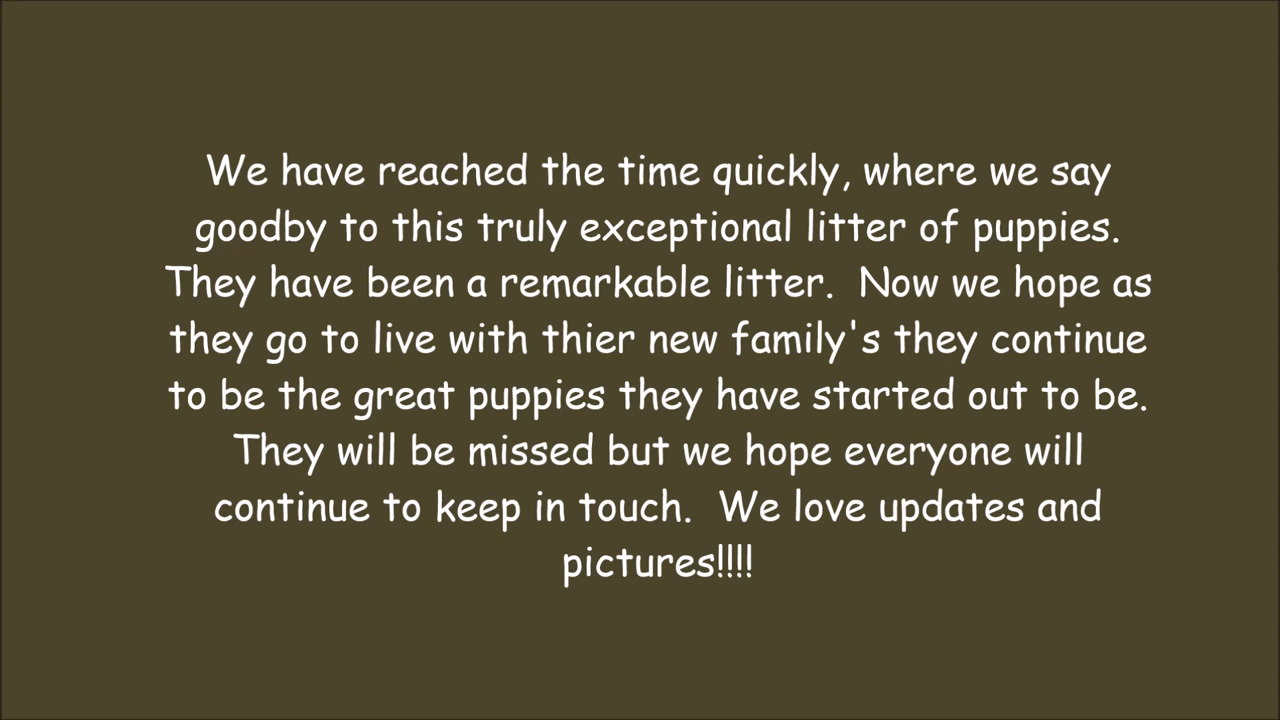 We have reached the time quickly, where we say
goodby to this truly exceptional litter of puppies.
They have been a remarkable litter.  Now we hope as
they go to live with thier new family's they continue
to be the great puppies they have started out to be.
They will be missed but we hope everyone will
continue to keep in touch.  We love updates and
pictures!!!!